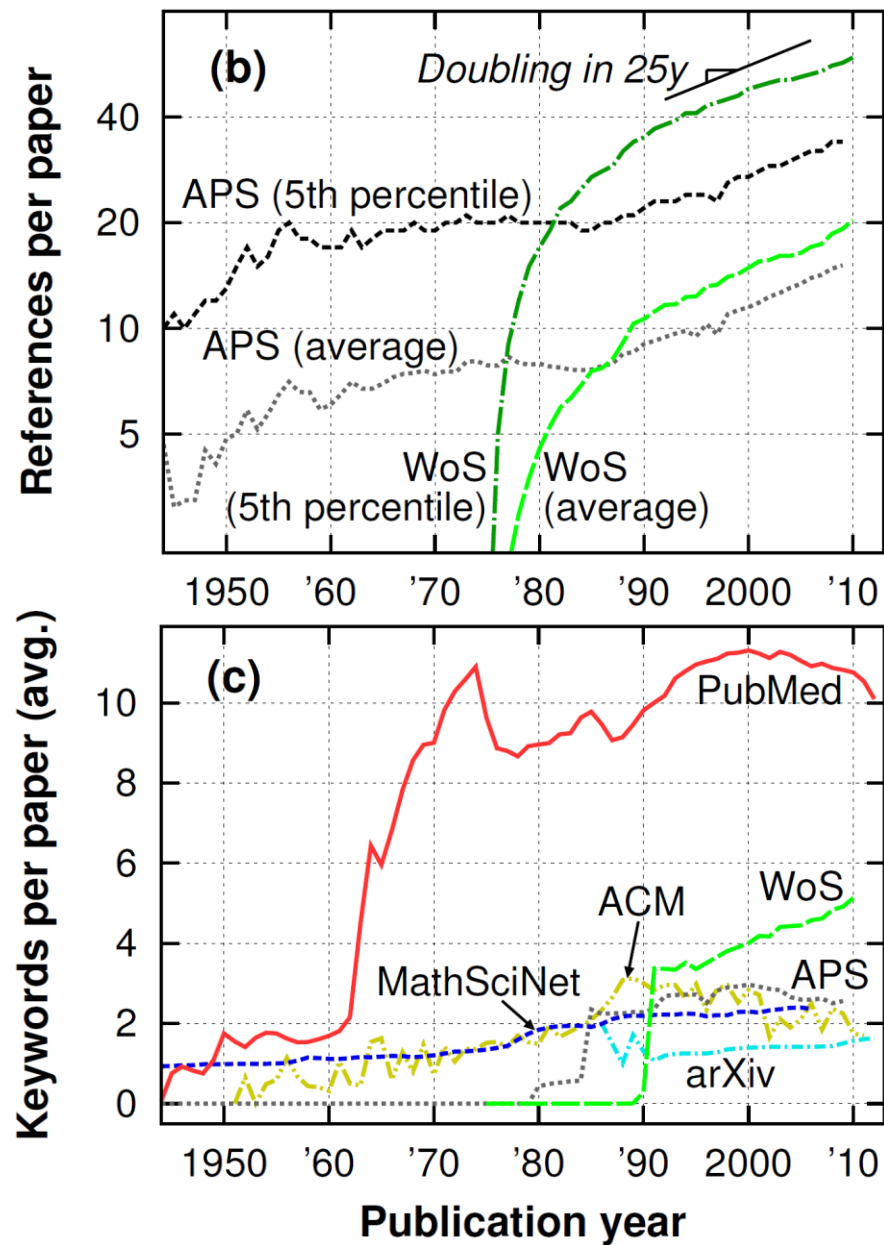 (b)
Doubling in 25y
References per paper
40
20
10
5
APS (5th percentile)
APS (average)
WoS
(5th percentile)
WoS
(average)
1950 '60 '70 '80 '90 2000 '10
(c)
Keywords per paper (avg.)
10
8
6
4
2
0
PubMed
WoS
ACM
MathSciNet
APS
arXiv
1950 '60 '70 '80 '90 2000 '10
Publication year